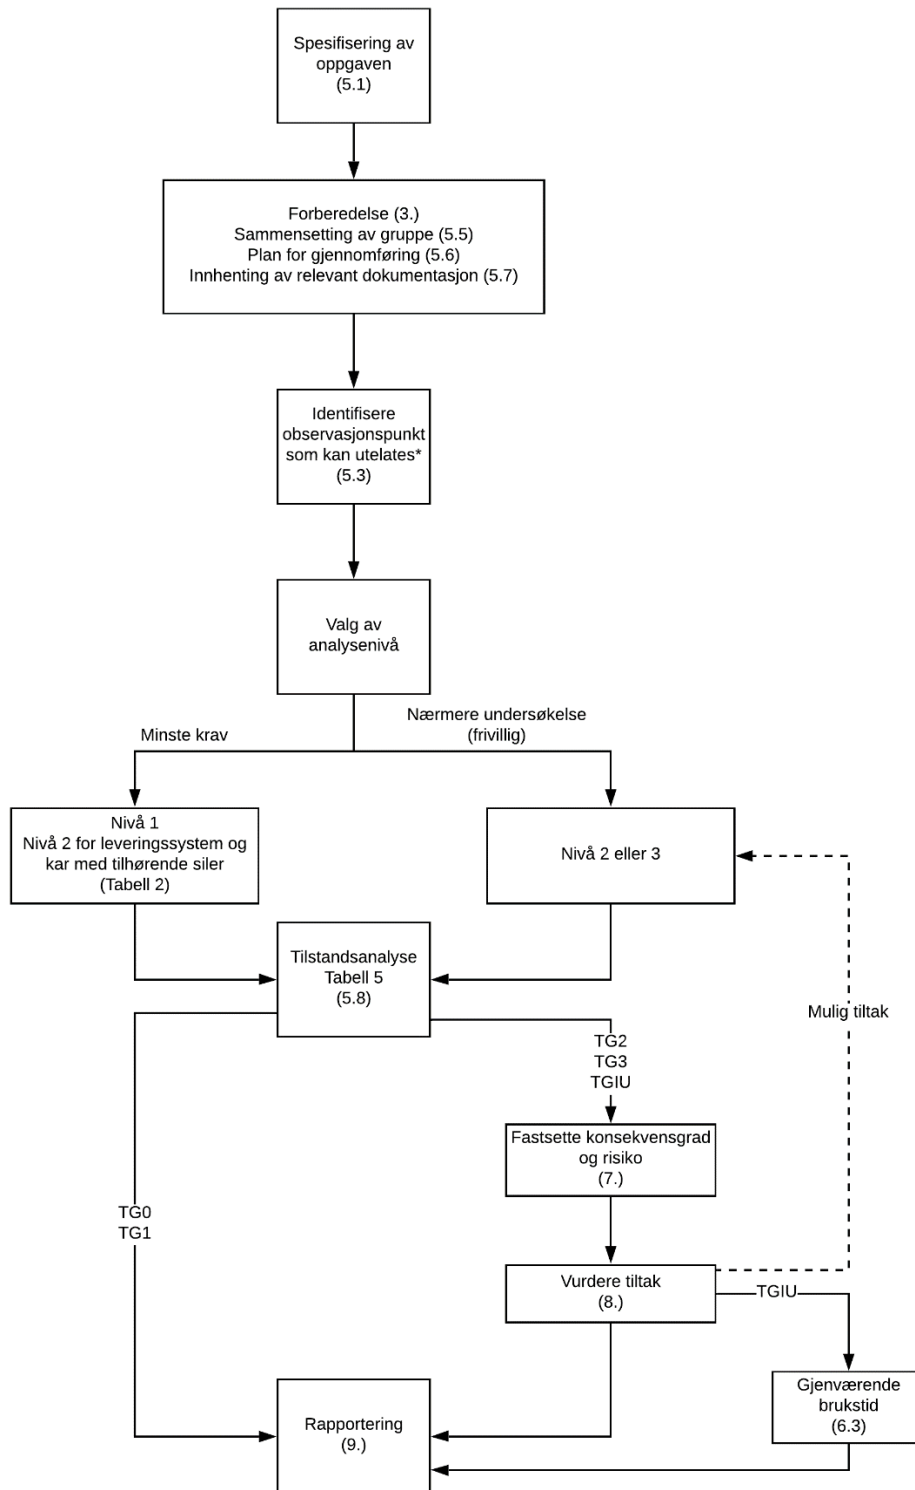 Spesifisering av
oppgaven
(5.1)
Forberedelse (3.)
Sammensetting av gruppe (5.5)
Plan for gjennomføring (5.6)
Innhenting av relevant dokumentasjon (5.7)
Identifisere
observasjonspunkt
som kan utelates*
(5.3)
Valg av
analysenivå
Minste krav
Nærmere undersøkelse
(frivillig)
Nivå 1
Nivå 2 for leveringssystem og
kar med tilhørende siler
(Tabell 2)
Nivå 2 eller 3
Tilstandsanalyse
Tabell 5
(5.8)
Mulig tiltak
TG2
TG3
TGIU
Fastsette konsekvensgrad
og risiko
(7.)
TG0
TG1
Vurdere tiltak
(8.)
TGIU
Gjenværende
brukstid
(6.3)
Rapportering
(9.)